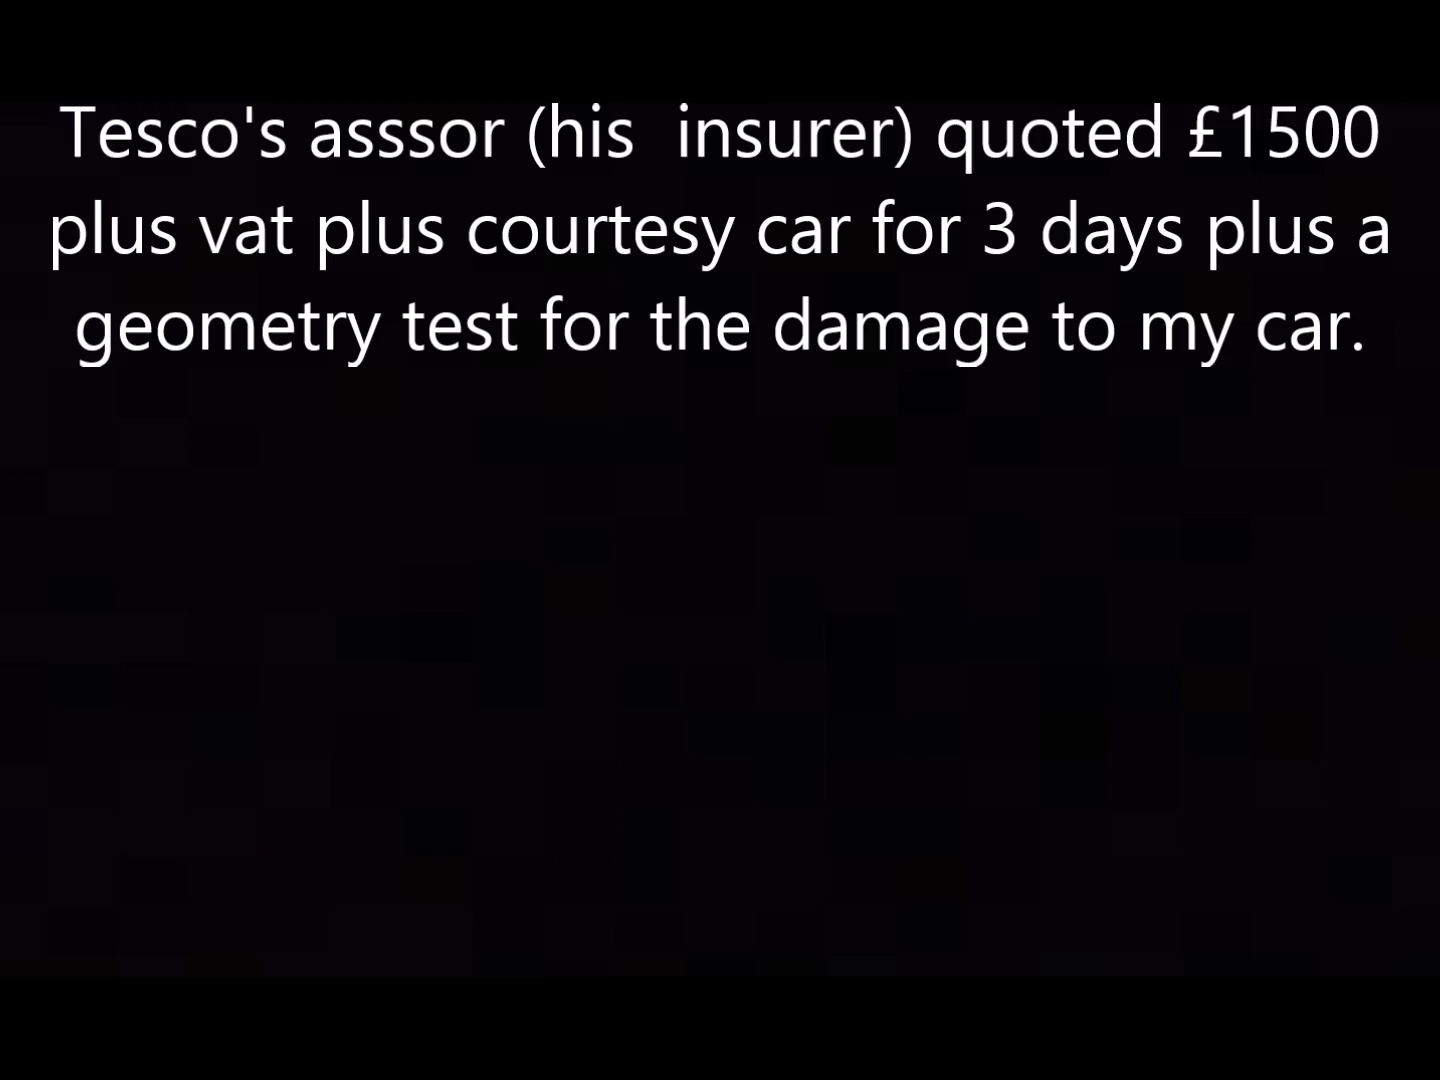 Tesco's asssor (his  insurer) quoted £1500
plus vat plus courtesy car for 3 days plus a
geometry test for the damage to my car.